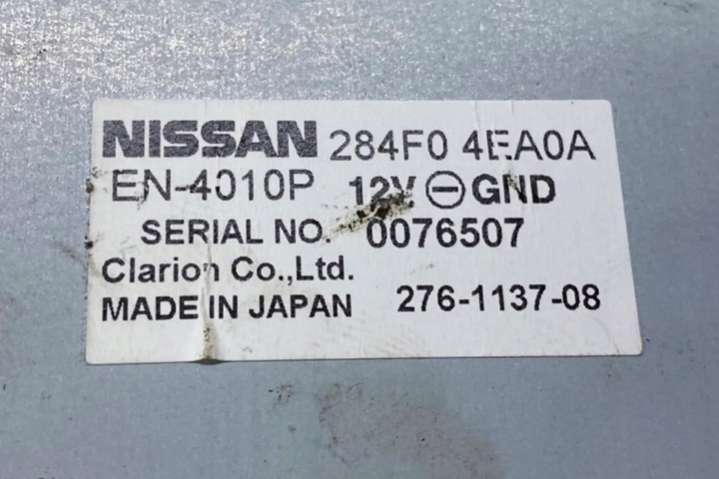 NISSAN 284F0 4EA0A
EN-4010P 12V ⊖ GND
SERIAL NO. 0076507
Clarion Co.,Ltd.
MADE IN JAPAN 276-1137-08